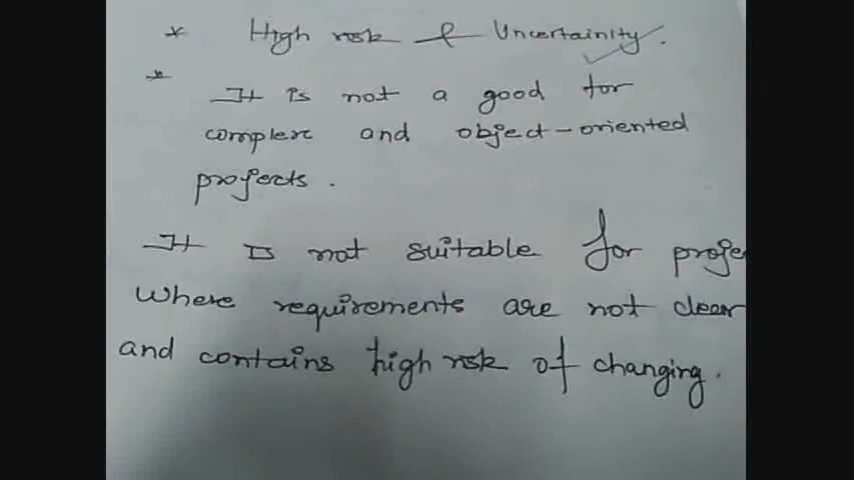 * High risk & Uncertainity.
*
It is not a good for
complex and object-oriented
projects.
It is not suitable for proje
where requirements are not clear
and contains high risk of changing.